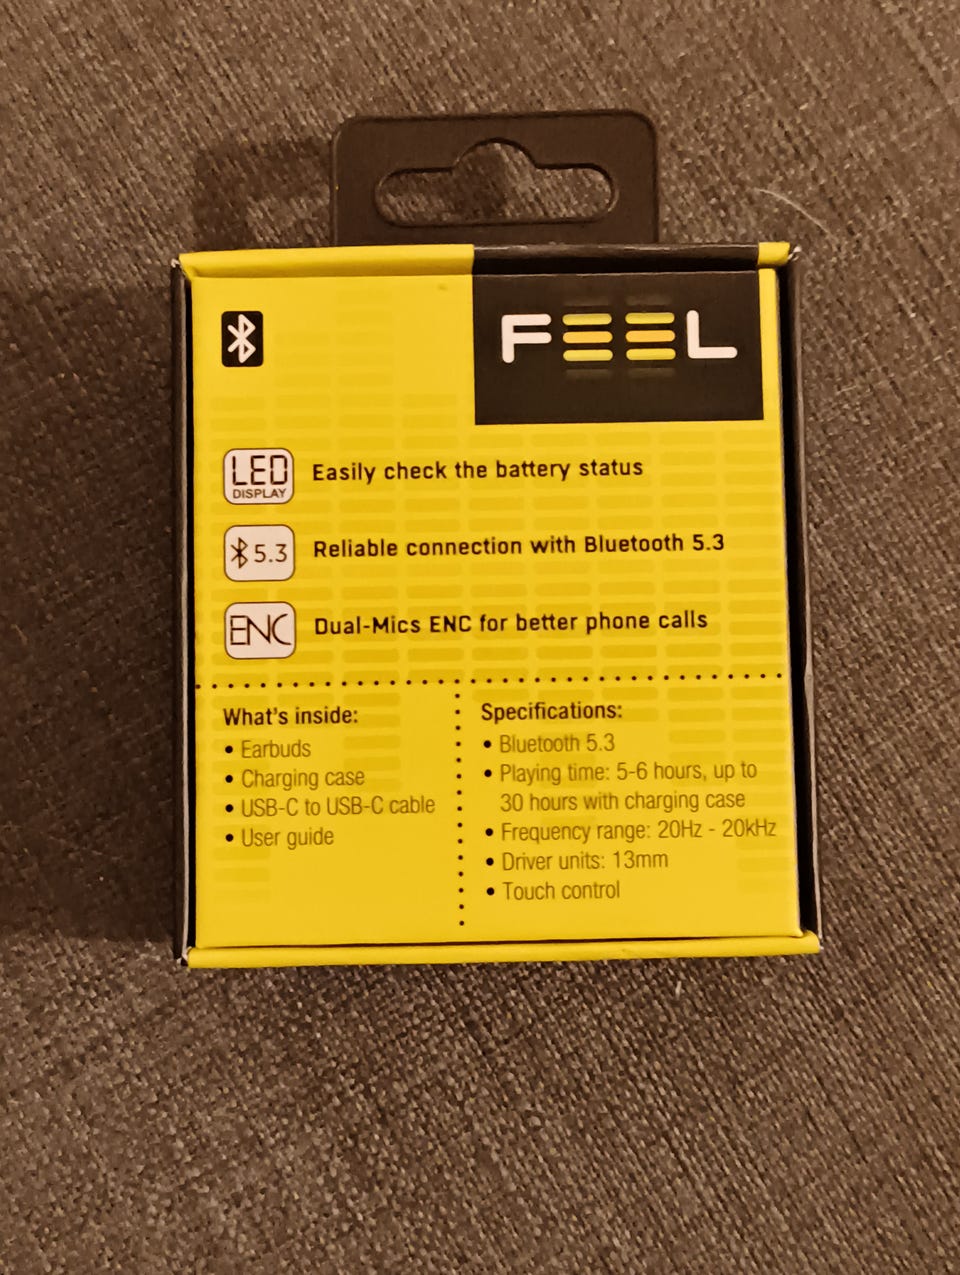 FEEL
LED
DISPLAY
Easily check the battery status
5.3
Reliable connection with Bluetooth 5.3
ENC
Dual-Mics ENC for better phone calls
What's inside:
• Earbuds
• Charging case
• USB-C to USB-C cable
• User guide
Specifications:
• Bluetooth 5.3
• Playing time: 5-6 hours, up to
30 hours with charging case
• Frequency range: 20Hz - 20kHz
• Driver units: 13mm
• Touch control